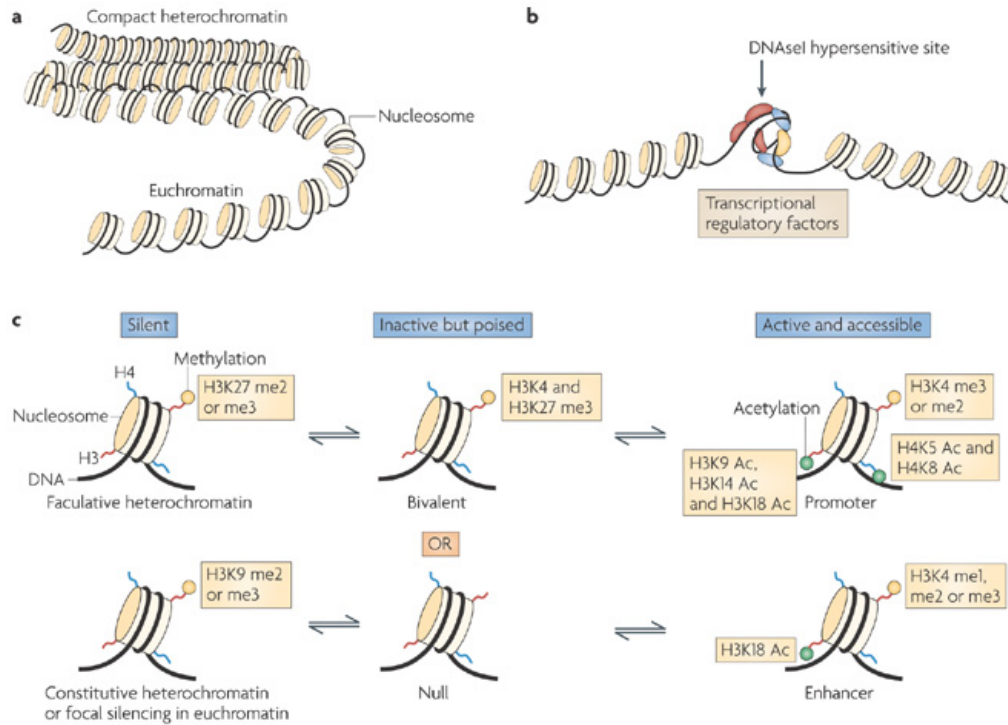 a
Compact heterochromatin
Nucleosome
Euchromatin
b
DNAseI hypersensitive site
Transcriptional
regulatory factors
c
Silent
Inactive but poised
Active and accessible
Methylation
H4
H3K27 me2
or me3
Nucleosome
H3
DNA
Faculative heterochromatin
H3K4 and
H3K27 me3
Bivalent
Acetylation
H3K4 me3
or me2
H4K5 Ac and
H4K8 Ac
H3K9 Ac,
H3K14 Ac
and H3K18 Ac
Promoter
OR
H3K9 me2
or me3
Constitutive heterochromatin
or focal silencing in euchromatin
Null
H3K4 me1,
me2 or me3
H3K18 Ac
Enhancer